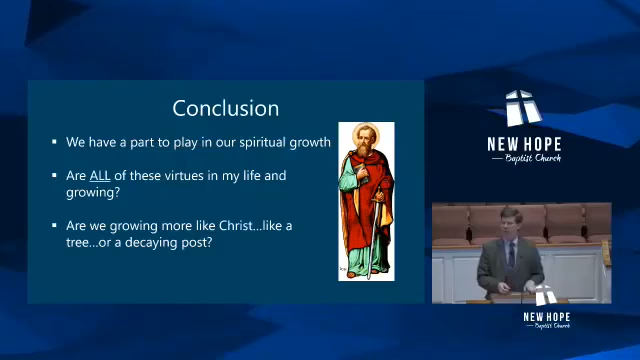 Conclusion
▪ We have a part to play in our spiritual growth
▪ Are ALL of these virtues in my life and
growing?
▪ Are we growing more like Christ...like a
tree...or a decaying post?
NEW HOPE
Baptist Church
NEW HOPE
Baptist Church